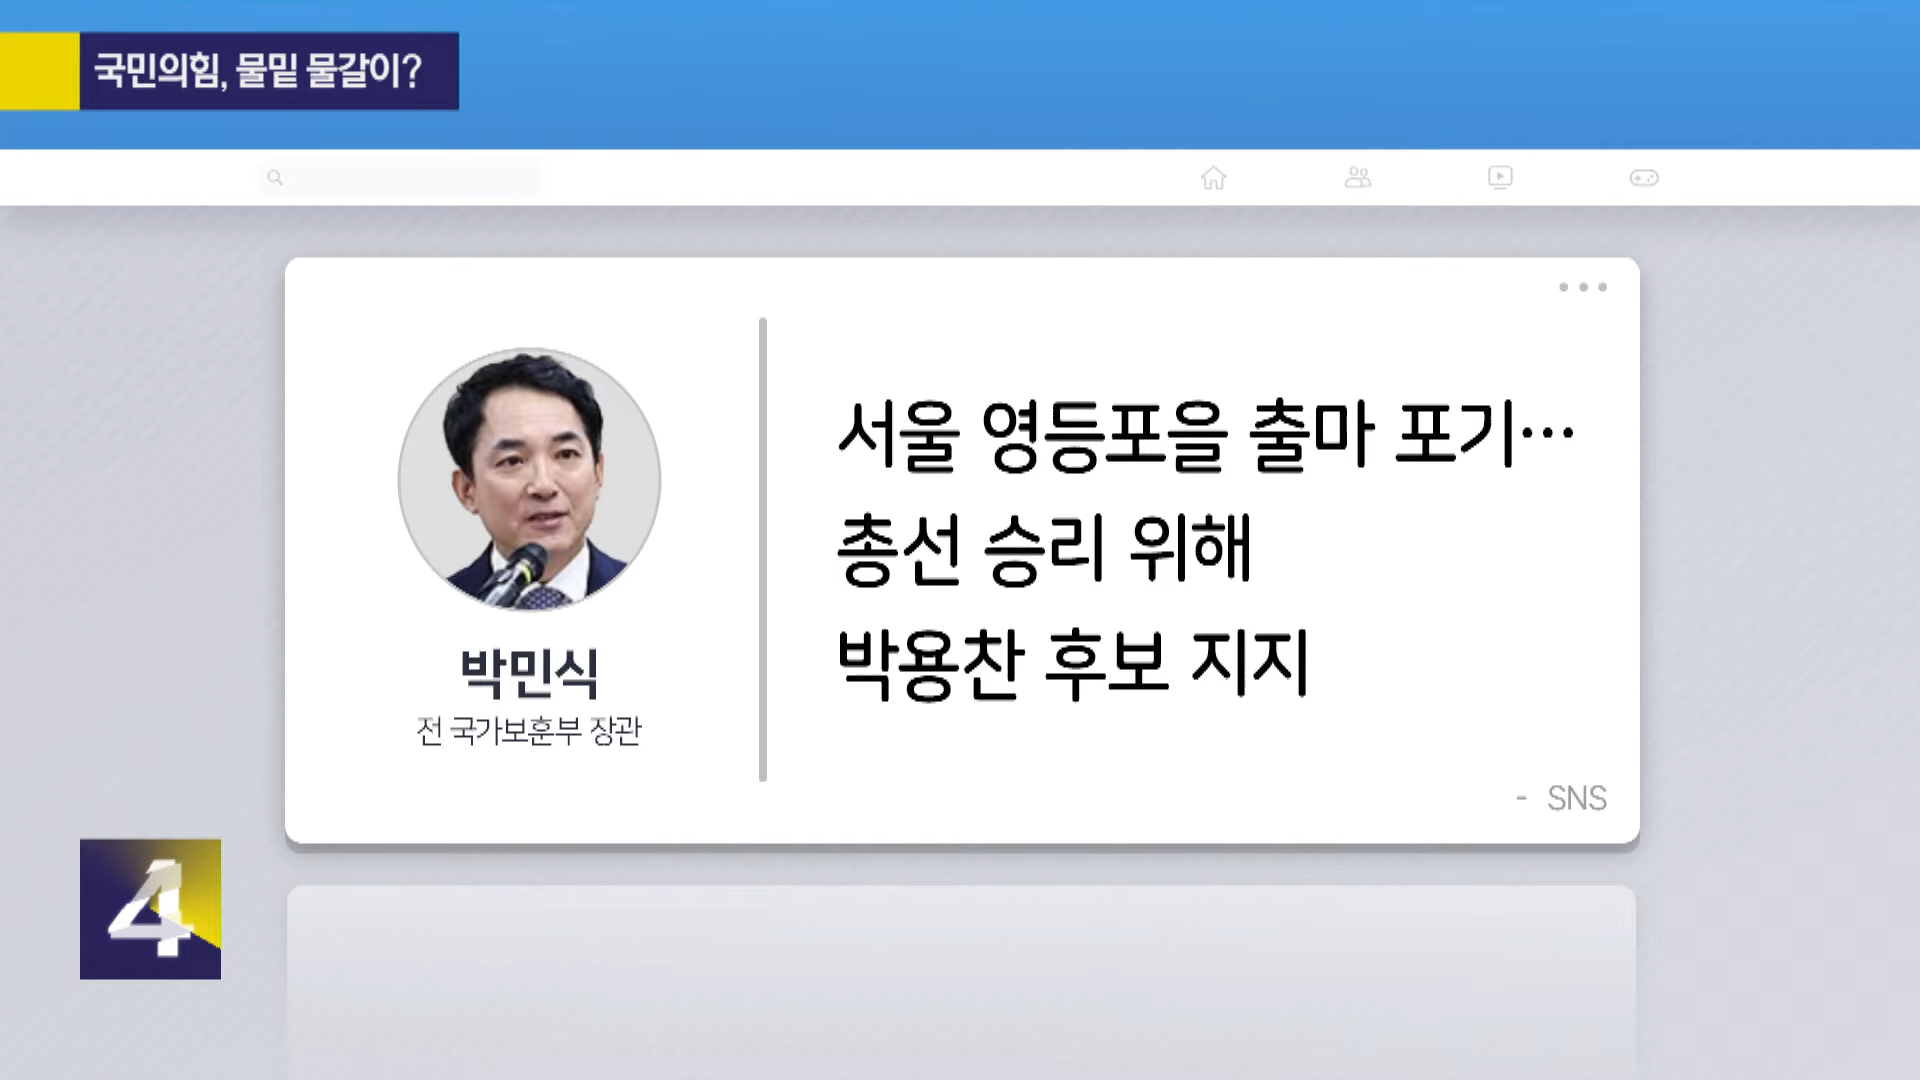 국민의힘, 물밑 물갈이?
서울 영등포을 출마 포기…
총선 승리 위해
박용찬 후보 지지
박민식
전 국가보훈부 장관
- SNS
4